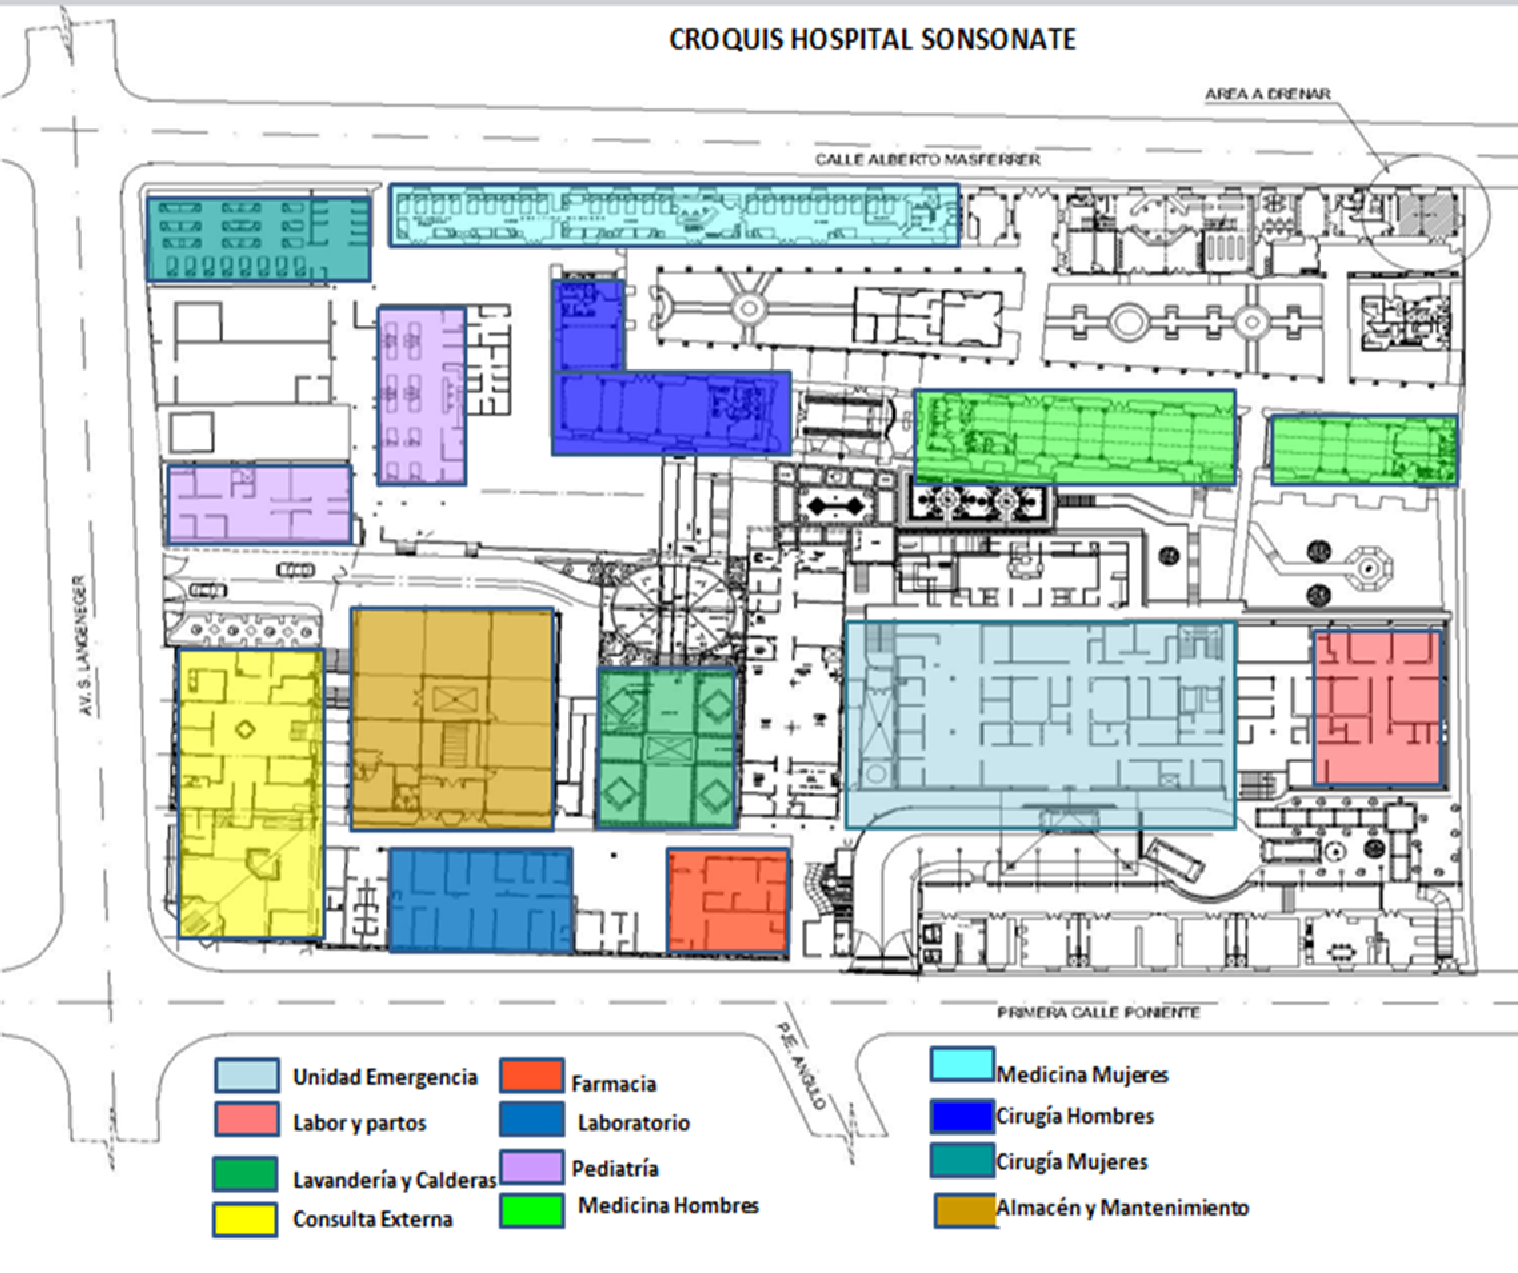 CROQUIS HOSPITAL SONSONATE
AREA A DRENAR
CALLE ALBERTO MASFERRER
AV. S. LANGENEGER
PRIMERA CALLE PONIENTE
PJE. ANGULO
Unidad Emergencia
Labor y partos
Lavandería y Calderas
Consulta Externa
Farmacia
Laboratorio
Pediatría
Medicina Hombres
Medicina Mujeres
Cirugía Hombres
Cirugía Mujeres
Almacén y Mantenimiento